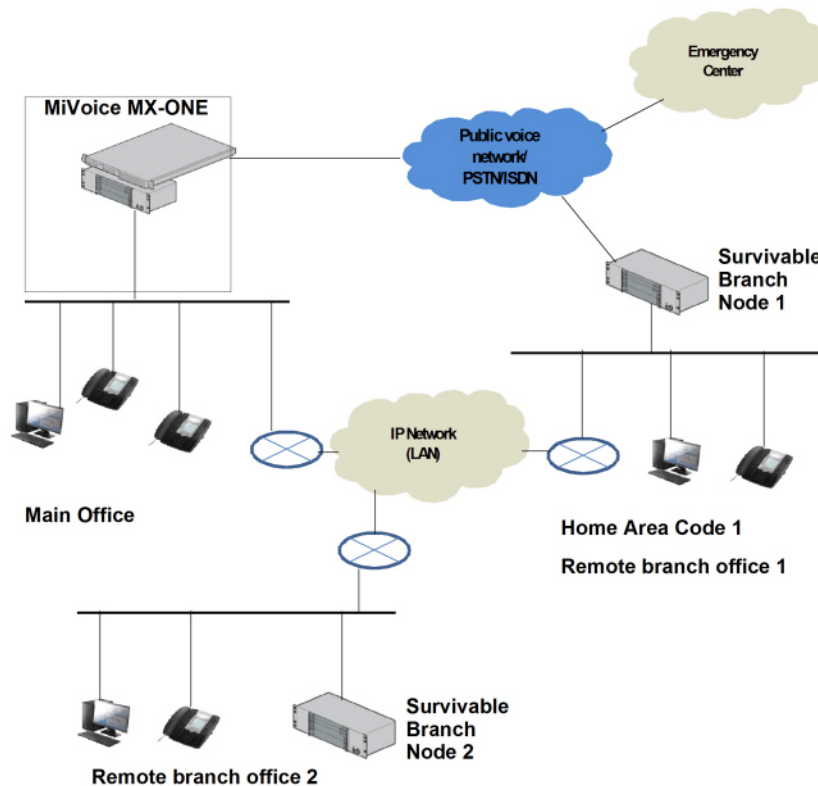 Emergency
Center
MiVoice MX-ONE
Public voice
network/
PSTN/ISDN
Survivable
Branch
Node 1
IP Network
(LAN)
Main Office
Home Area Code 1
Remote branch office 1
Survivable
Branch
Node 2
Remote branch office 2